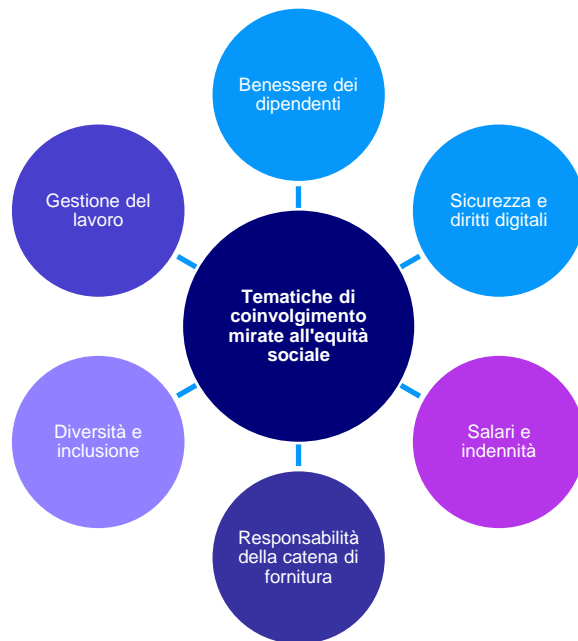 Benessere dei
dipendenti
Gestione del
lavoro
Sicurezza e
diritti digitali
Tematiche di
coinvolgimento
mirate all'equità
sociale
Diversità e
inclusione
Salari e
indennità
Responsabilità
della catena di
fornitura